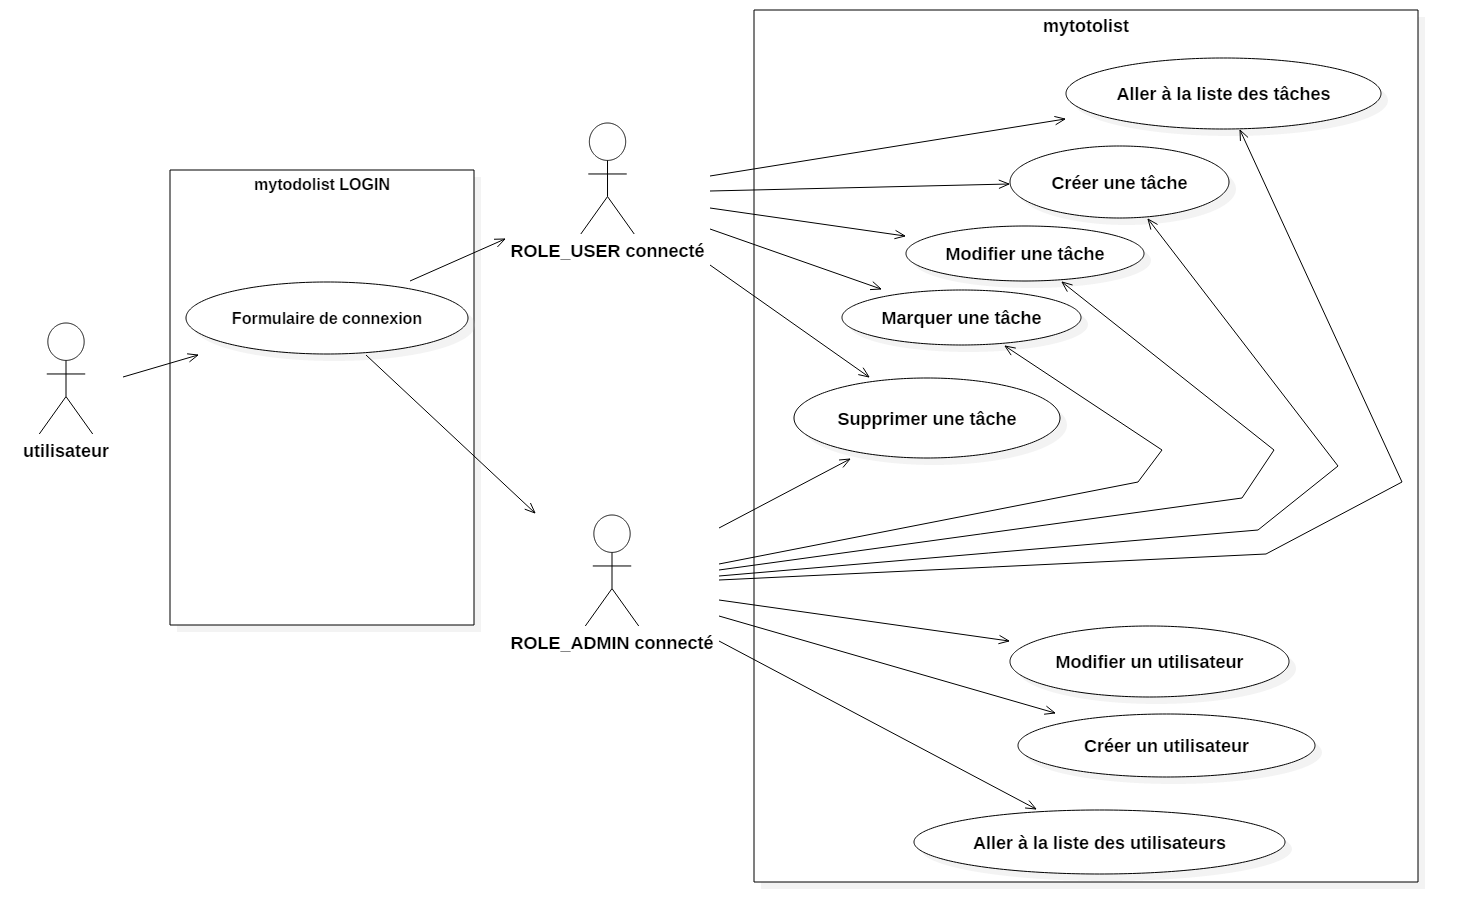 mytotolist
Aller à la liste des tâches
mytodolist LOGIN
Créer une tâche
ROLE_USER connecté
Modifier une tâche
Formulaire de connexion
Marquer une tâche
utilisateur
Supprimer une tâche
ROLE_ADMIN connecté
Modifier un utilisateur
Créer un utilisateur
Aller à la liste des utilisateurs